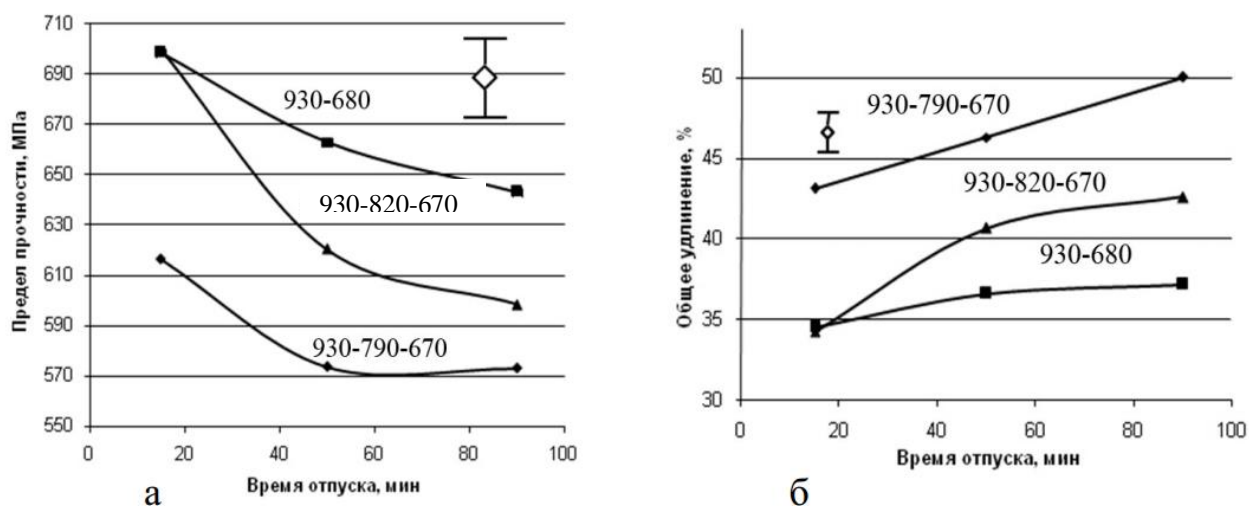 710
690
670
650
630
610
590
570
550
Предел прочности, МПа
930-680
930-820-670
930-790-670
0 20 40 60 80 100
Время отпуска, мин
а
50
45
40
35
30
Общее удлинение, %
930-790-670
930-820-670
930-680
0 20 40 60 80 100
Время отпуска, мин
б